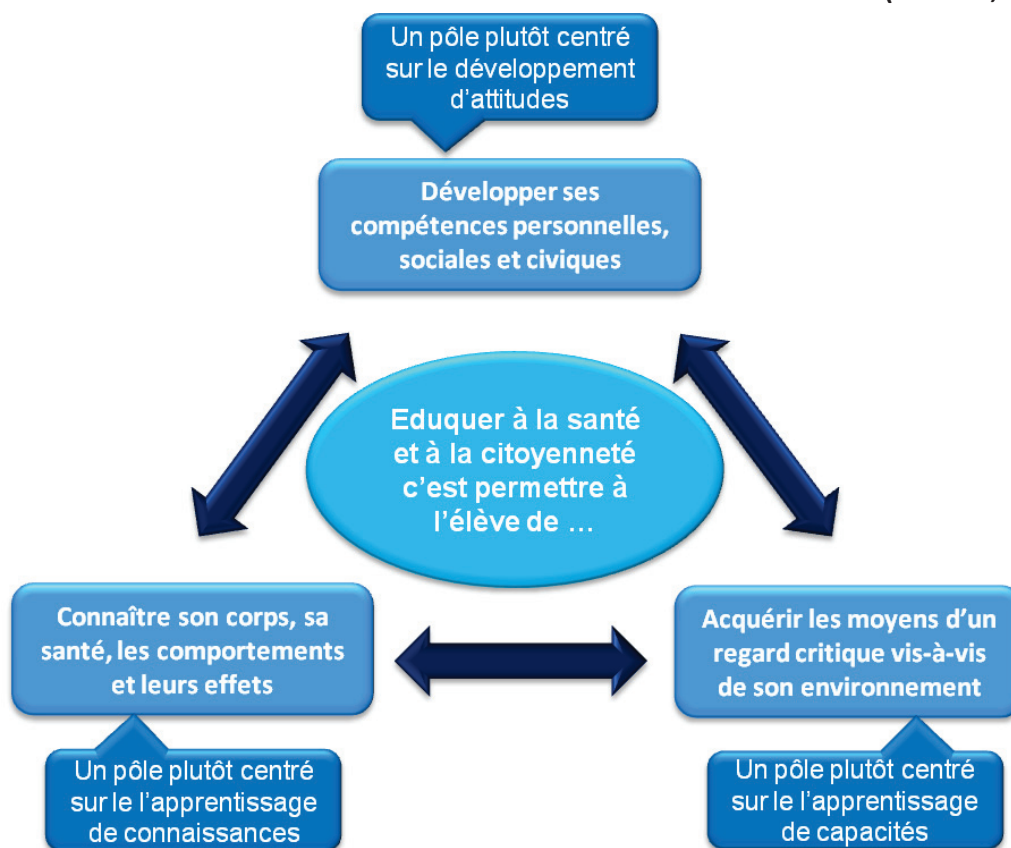 Un pôle plutôt centré
sur le développement
d'attitudes
Développer ses
compétences personnelles,
sociales et civiques
Eduquer à la santé
et à la citoyenneté
c'est permettre à
l'élève de ...
Connaître son corps, sa
santé, les comportements
et leurs effets
Acquérir les moyens d'un
regard critique vis-à-vis
de son environnement
Un pôle plutôt centré
sur le l'apprentissage
de connaissances
Un pôle plutôt centré
sur le l'apprentissage
de capacités